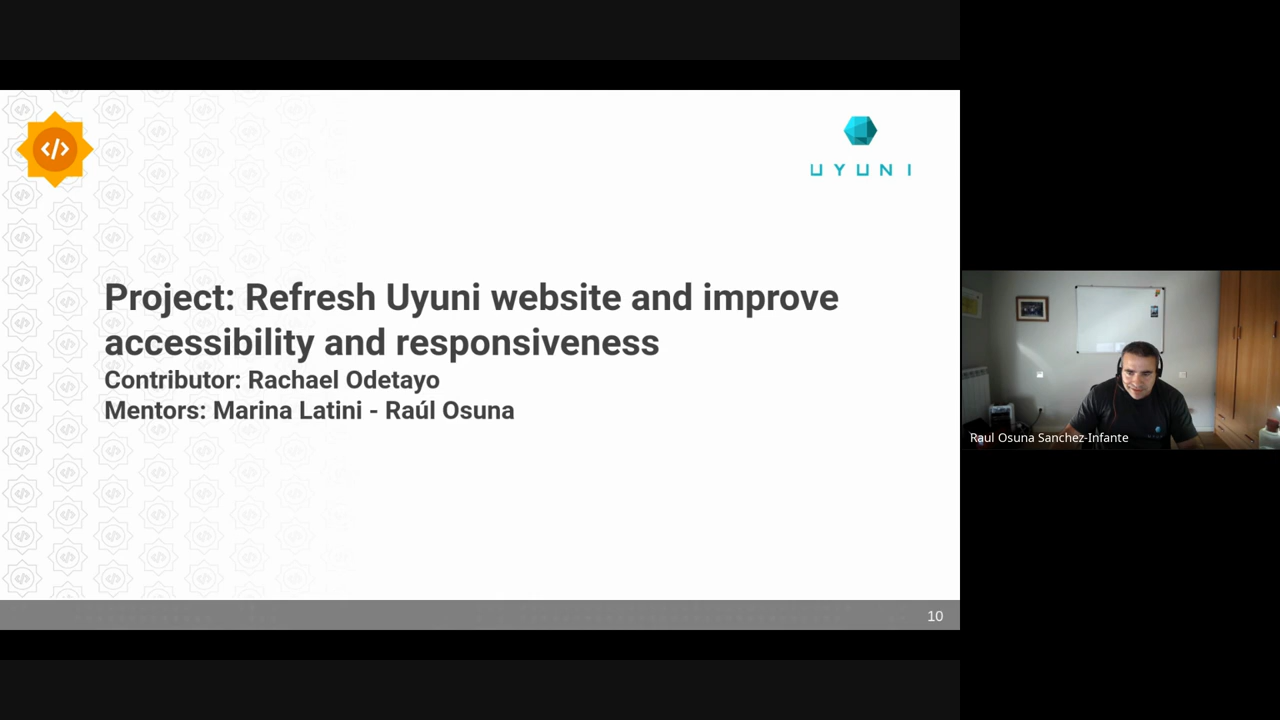 UYUNI
Project: Refresh Uyuni website and improve
accessibility and responsiveness
Contributor: Rachael Odetayo
Mentors: Marina Latini - Raúl Osuna
Raul Osuna Sanchez-Infante
10